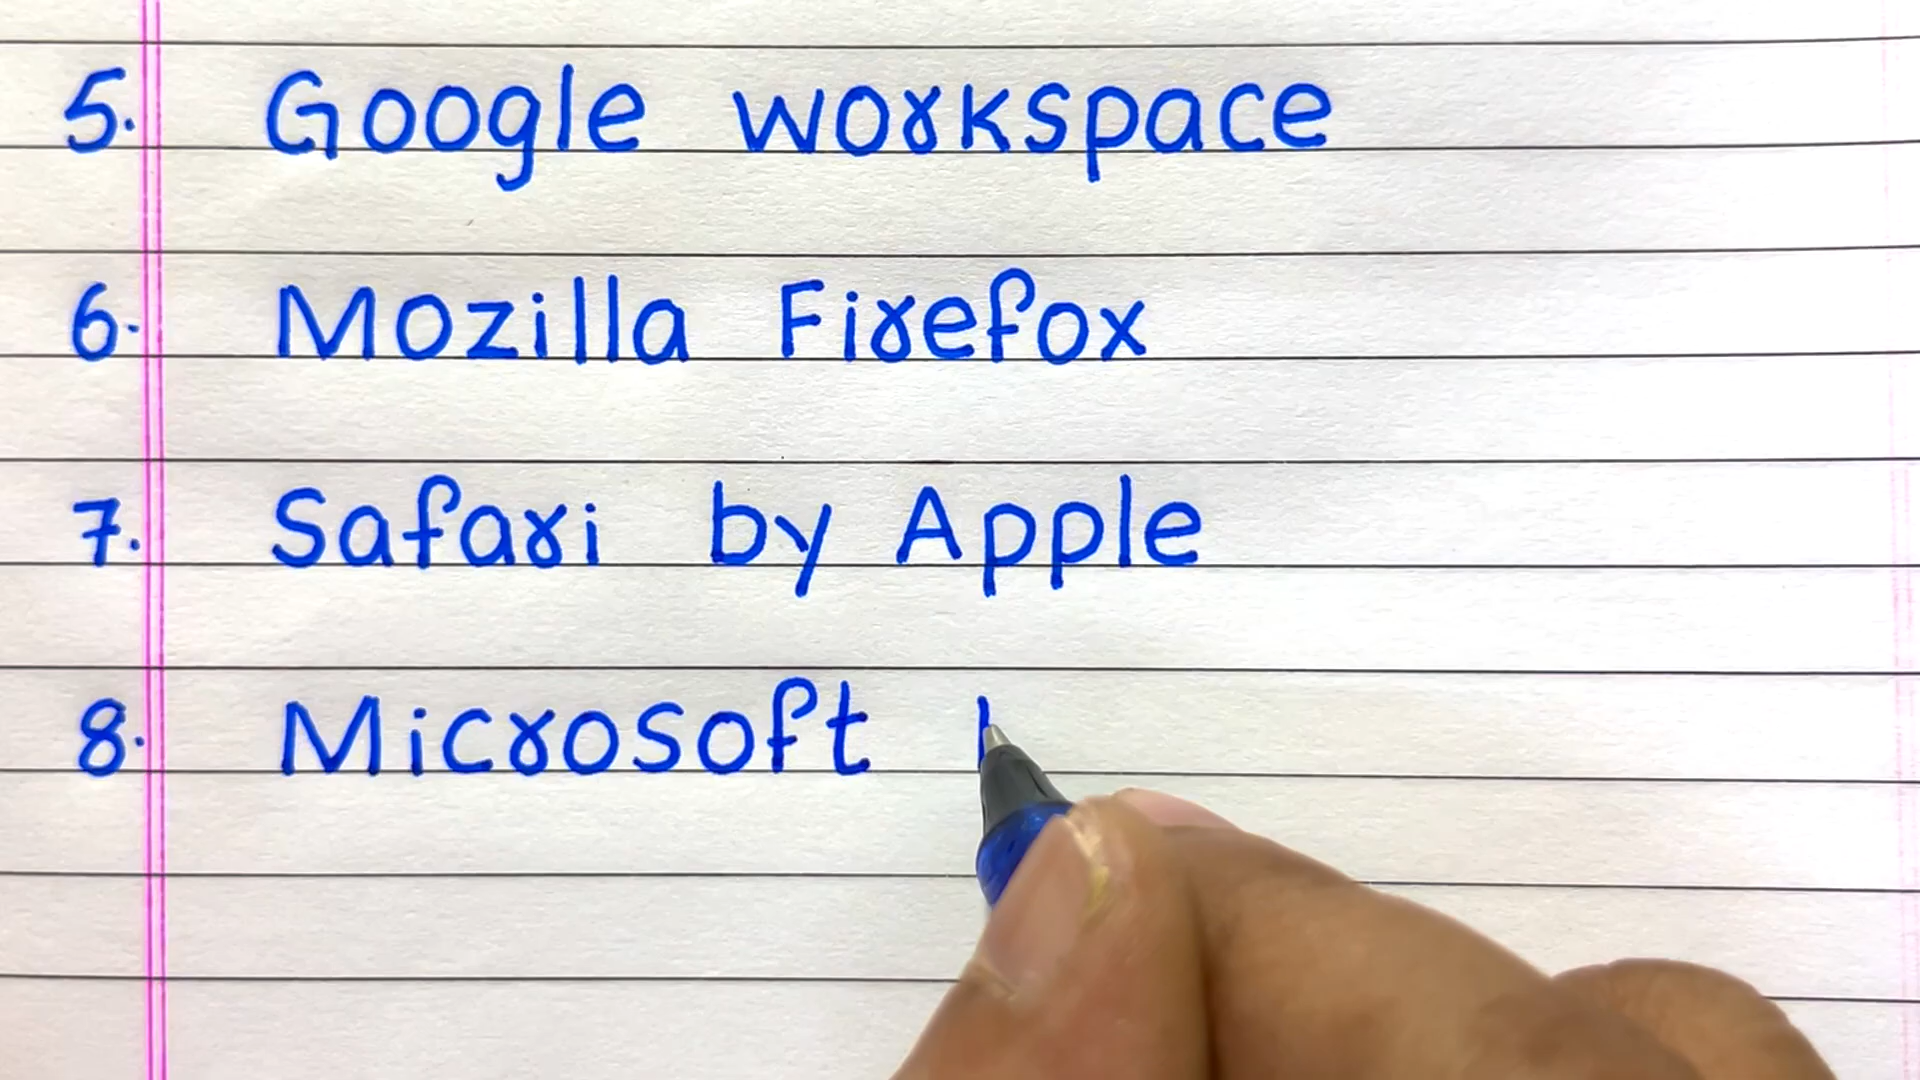 5. Google workspace
6. Mozilla Firefox
7. Safari by Apple
8. Microsoft